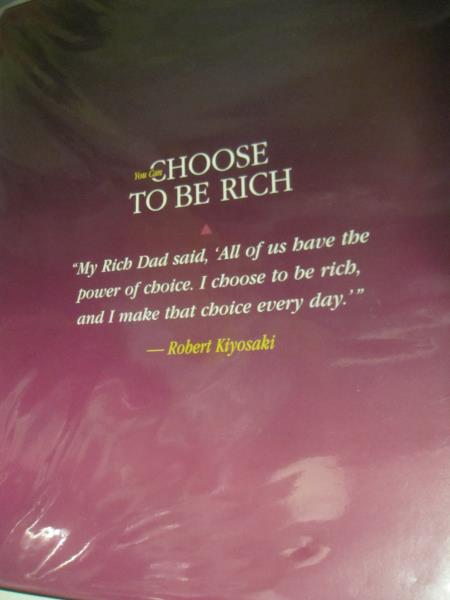 You Can CHOOSE
TO BE RICH
"My Rich Dad said, 'All of us have the
power of choice. I choose to be rich,
and I make that choice every day.'"
— Robert Kiyosaki